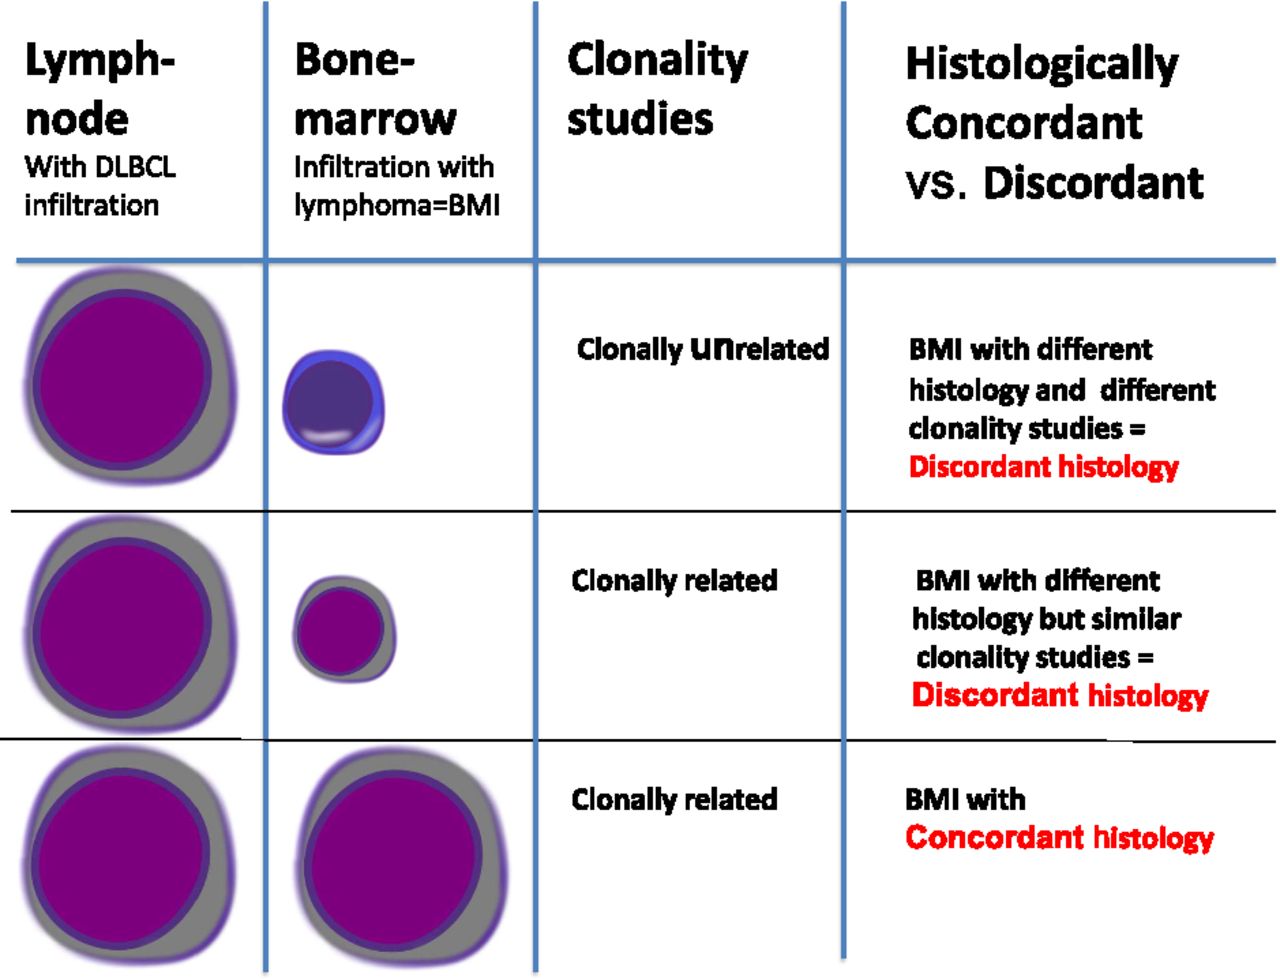 Lymph-
node
With DLBCL
infiltration
Bone-
marrow
Infiltration with
lymphoma=BMI
Clonality
studies
Histologically
Concordant
vs. Discordant
Clonally unrelated
BMI with different
histology and different
clonality studies =
Discordant histology
Clonally related
BMI with different
histology but similar
clonality studies =
Discordant histology
Clonally related
BMI with
Concordant histology